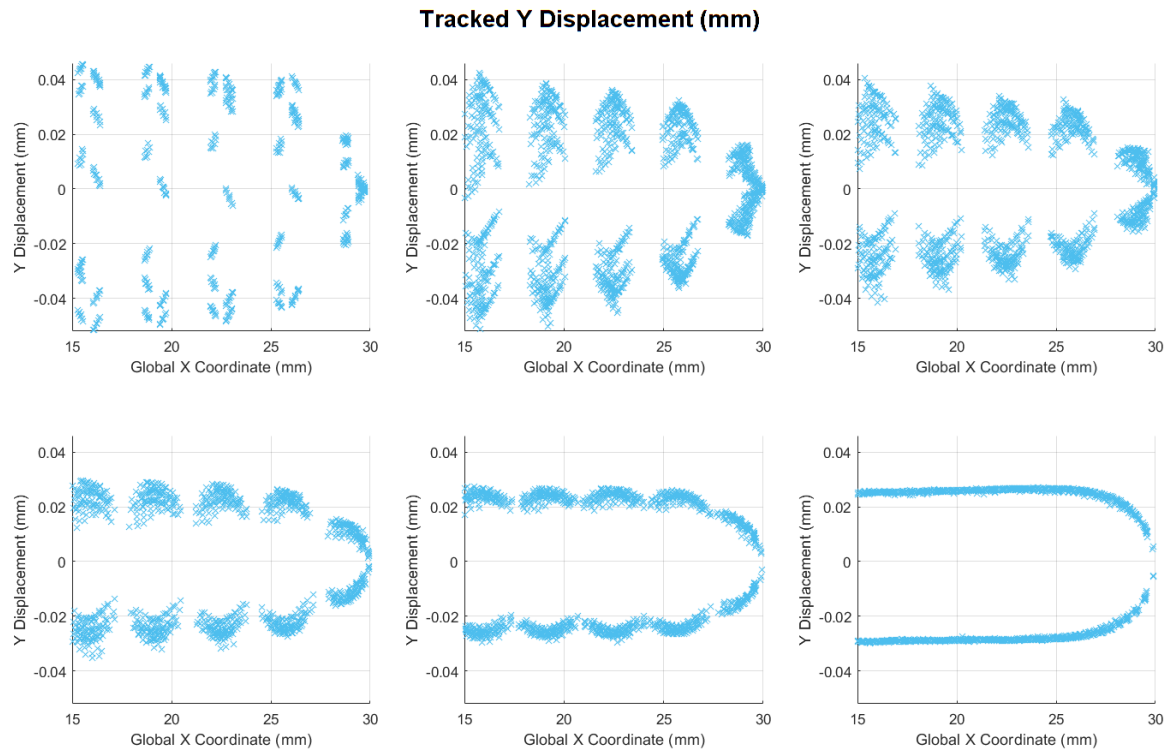 Tracked Y Displacement (mm)
0.04
0.02
0
-0.02
-0.04
Y Displacement (mm)
15 20 25 30
Global X Coordinate (mm)
0.04
0.02
0
-0.02
-0.04
Y Displacement (mm)
15 20 25 30
Global X Coordinate (mm)
0.04
0.02
0
-0.02
-0.04
Y Displacement (mm)
15 20 25 30
Global X Coordinate (mm)
0.04
0.02
0
-0.02
-0.04
Y Displacement (mm)
15 20 25 30
Global X Coordinate (mm)
0.04
0.02
0
-0.02
-0.04
Y Displacement (mm)
15 20 25 30
Global X Coordinate (mm)
0.04
0.02
0
-0.02
-0.04
Y Displacement (mm)
15 20 25 30
Global X Coordinate (mm)